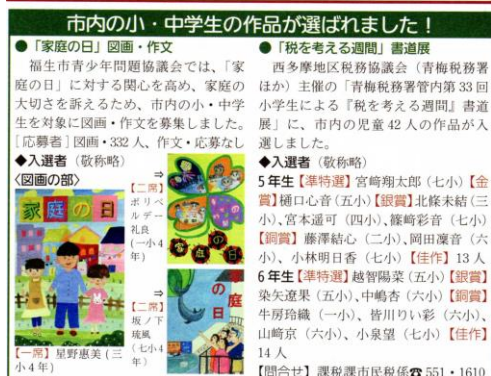 市内の小・中学生の作品が選ばれました！
●「家庭の日」図画・作文
福生市青少年問題協議会では、「家
庭の日」に対する関心を高め、家庭の
大切さを訴えるため、市内の小・中学
生を対象に図画・作文を募集しました。
［応募者］図画・332人、作文・応募なし
◆入選者（敬称略）
〈図画の部〉
家庭の日
【一席】星野惠美（三
小4年）
⇒
【二席】
ポリベ
ルデー
礼良
（一小4
年）
家庭の日
⇒
【二席】
坂ノ下
琉風
（七小4
年）
家庭の日
●「税を考える週間」書道展
西多摩地区税務協議会（青梅税務署
ほか）主催の「青梅税務署管内第33回
小学生による『税を考える週間』書道
展」に、市内の児童42人の作品が入
選しました。
◆入選者（敬称略）
5年生【準特選】宮﨑翔太郎（七小）【金
賞】樋口心音（五小）【銀賞】北條未結（三
小）、宮本遥可（四小）、篠﨑彩音（七小）
【銅賞】藤澤結心（二小）、岡田凜音（六
小）、小林明日香（七小）【佳作】13人
6年生【準特選】越智陽菜（五小）【銀賞】
染矢遼果（五小）、中嶋杏（六小）【銅賞】
牛房玲織（一小）、皆川りい彩（六小）、
山﨑京（六小）、小泉望（七小）【佳作】
14人
【問合せ】課税課市民税係☎551・1610